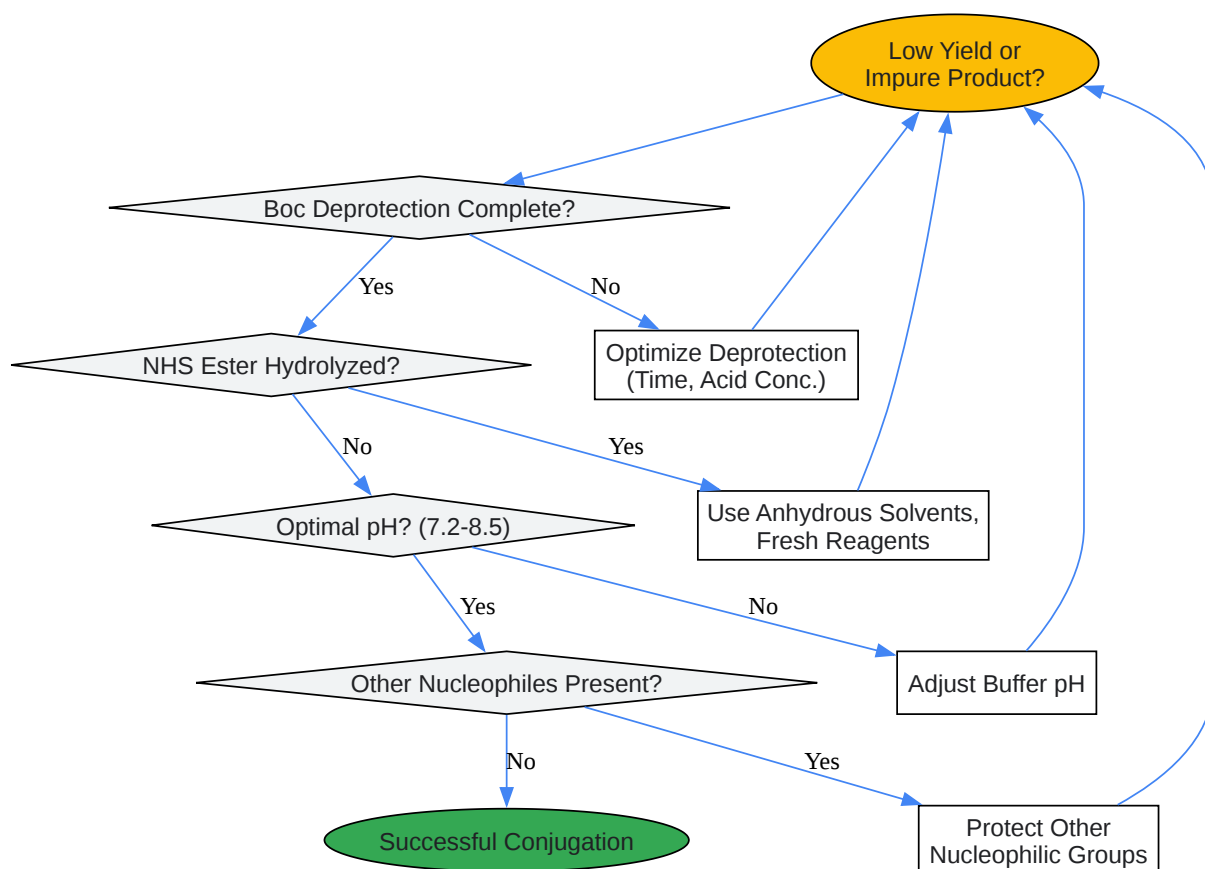 Low Yield or
Impure Product?
Boc Deprotection Complete?
Yes
No
NHS Ester Hydrolyzed?
Optimize Deprotection
(Time, Acid Conc.)
No
Yes
Optimal pH? (7.2-8.5)
Use Anhydrous Solvents,
Fresh Reagents
Yes
No
Other Nucleophiles Present?
Adjust Buffer pH
No
Yes
Successful Conjugation
Protect Other
Nucleophilic Groups